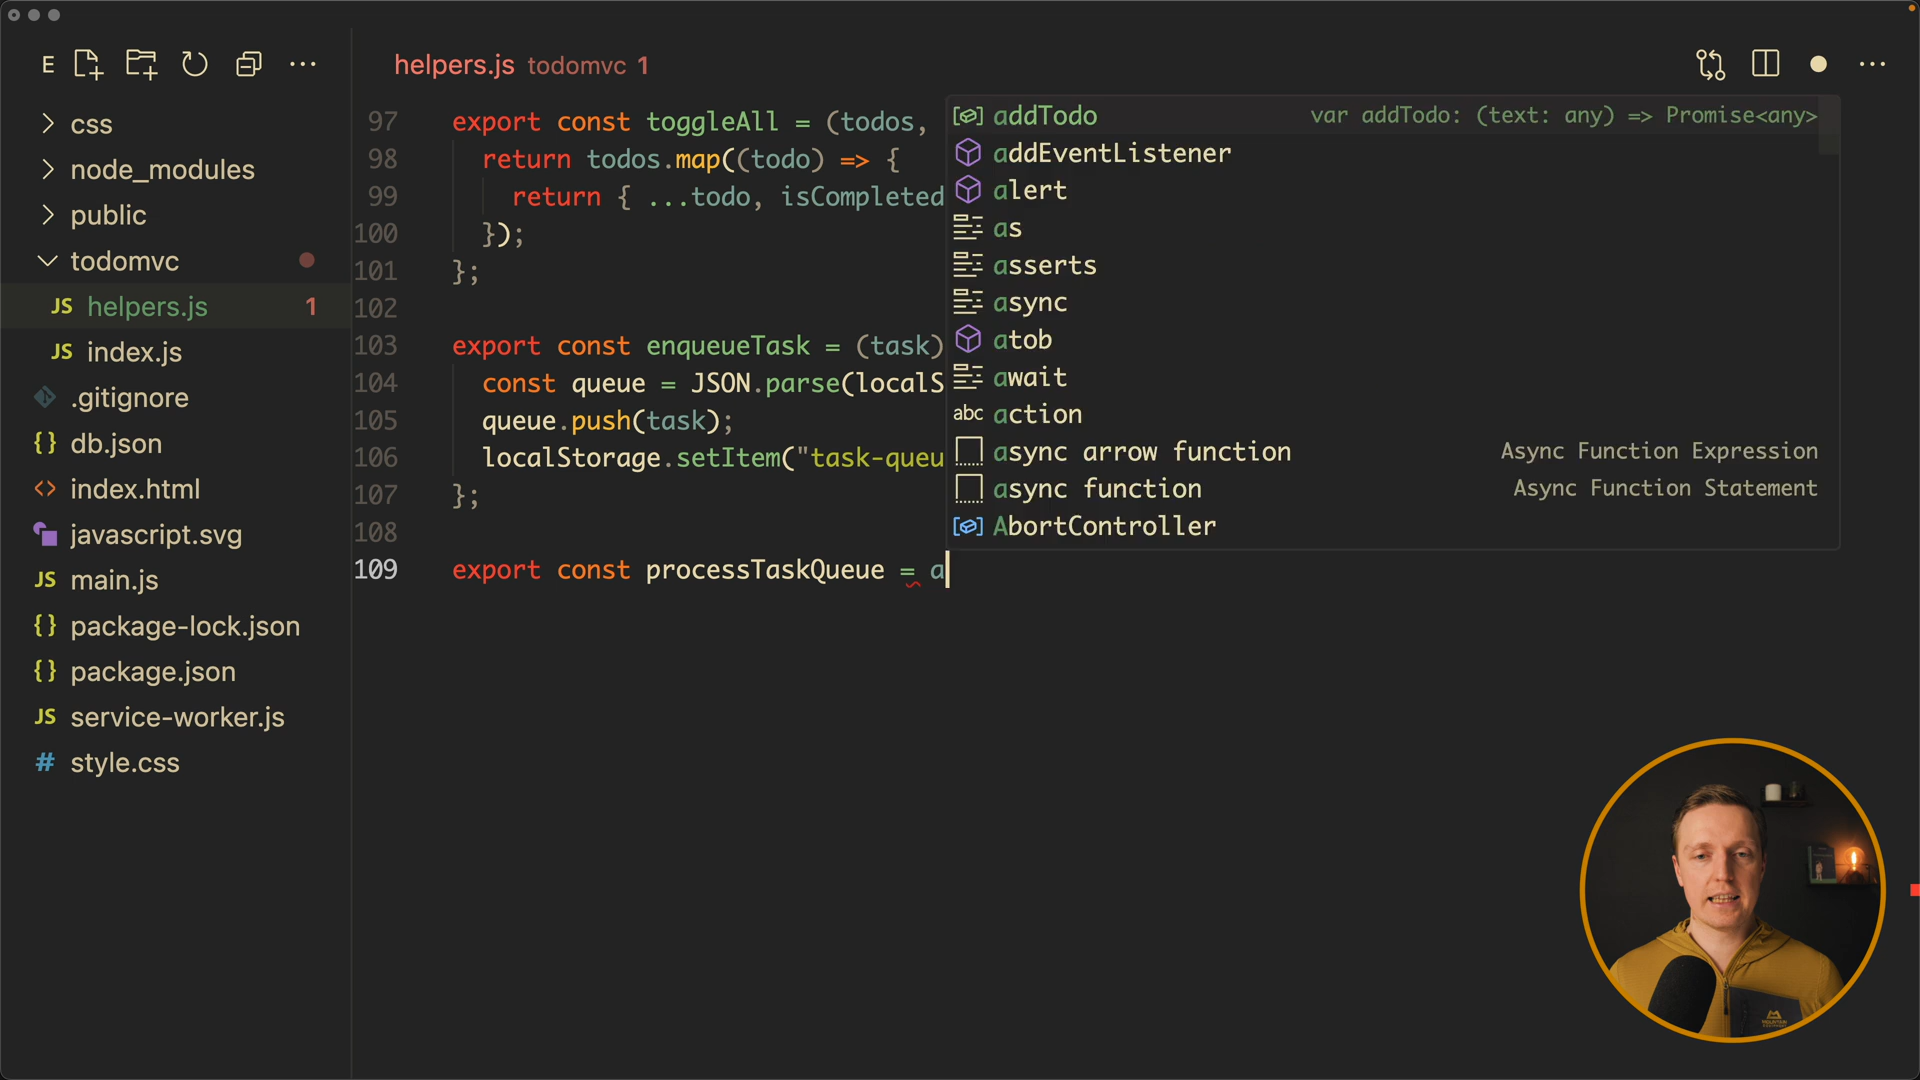 E
helpers.js todomvc 1
css
node_modules
public
todomvc
JS helpers.js 1
JS index.js
.gitignore
{} db.json
<> index.html
javascript.svg
JS main.js
{} package-lock.json
{} package.json
JS service-worker.js
# style.css
97 export const toggleAll = (todos,
98 return todos.map((todo) => {
99 return { ...todo, isCompleted
100 });
101 };
102
103 export const enqueueTask = (task)
104 const queue = JSON.parse(localS
105 queue.push(task);
106 localStorage.setItem("task-queu
107 };
108
109 export const processTaskQueue = a
addTodo var addTodo: (text: any) => Promise<any>
addEventListener
alert
as
asserts
async
atob
await
abc action
async arrow function Async Function Expression
async function Async Function Statement
AbortController